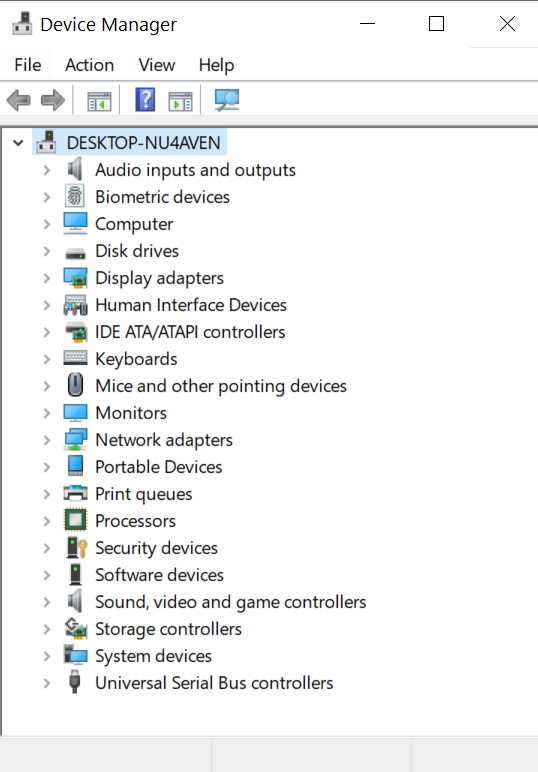 Device Manager
File Action View Help
DESKTOP-NU4AVEN
Audio inputs and outputs
Biometric devices
Computer
Disk drives
Display adapters
Human Interface Devices
IDE ATA/ATAPI controllers
Keyboards
Mice and other pointing devices
Monitors
Network adapters
Portable Devices
Print queues
Processors
Security devices
Software devices
Sound, video and game controllers
Storage controllers
System devices
Universal Serial Bus controllers